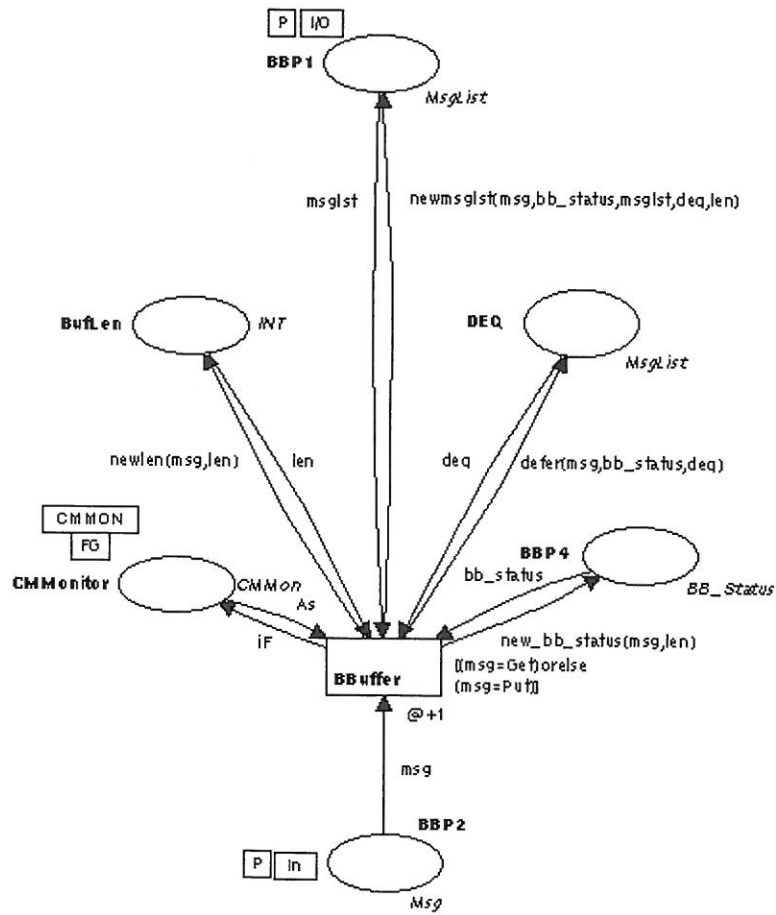 P I/O
BBP1
MsgList
msglst
newmsglst(msg,bb_status,msglst,deq,len)
BufLen
INT
DEQ
MsgList
newlen(msg,len)
len
deq
defer(msg,bb_status,deq)
CMMON
FG
CMMonitor
CMMon
As
iF
BBP4
BB_Status
bb_status
new_bb_status(msg,len)
BBuffer
[(msg=Get)orelse
(msg=Put)]
@+1
msg
BBP2
P In
Msg